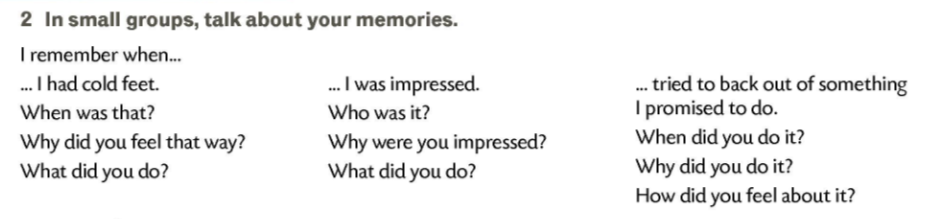 2 In small groups, talk about your memories.
I remember when...
... I had cold feet.
When was that?
Why did you feel that way?
What did you do?
... I was impressed.
Who was it?
Why were you impressed?
What did you do?
... tried to back out of something
I promised to do.
When did you do it?
Why did you do it?
How did you feel about it?